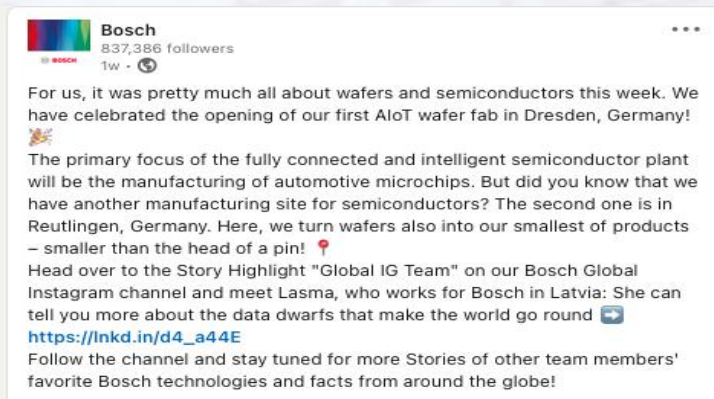 Bosch
837,386 followers
1w •
BOSCH
For us, it was pretty much all about wafers and semiconductors this week. We
have celebrated the opening of our first AIoT wafer fab in Dresden, Germany!
🎉
The primary focus of the fully connected and intelligent semiconductor plant
will be the manufacturing of automotive microchips. But did you know that we
have another manufacturing site for semiconductors? The second one is in
Reutlingen, Germany. Here, we turn wafers also into our smallest of products
– smaller than the head of a pin! 📍
Head over to the Story Highlight "Global IG Team" on our Bosch Global
Instagram channel and meet Lasma, who works for Bosch in Latvia: She can
tell you more about the data dwarfs that make the world go round ➡️
https://lnkd.in/d4_a44E
Follow the channel and stay tuned for more Stories of other team members'
favorite Bosch technologies and facts from around the globe!